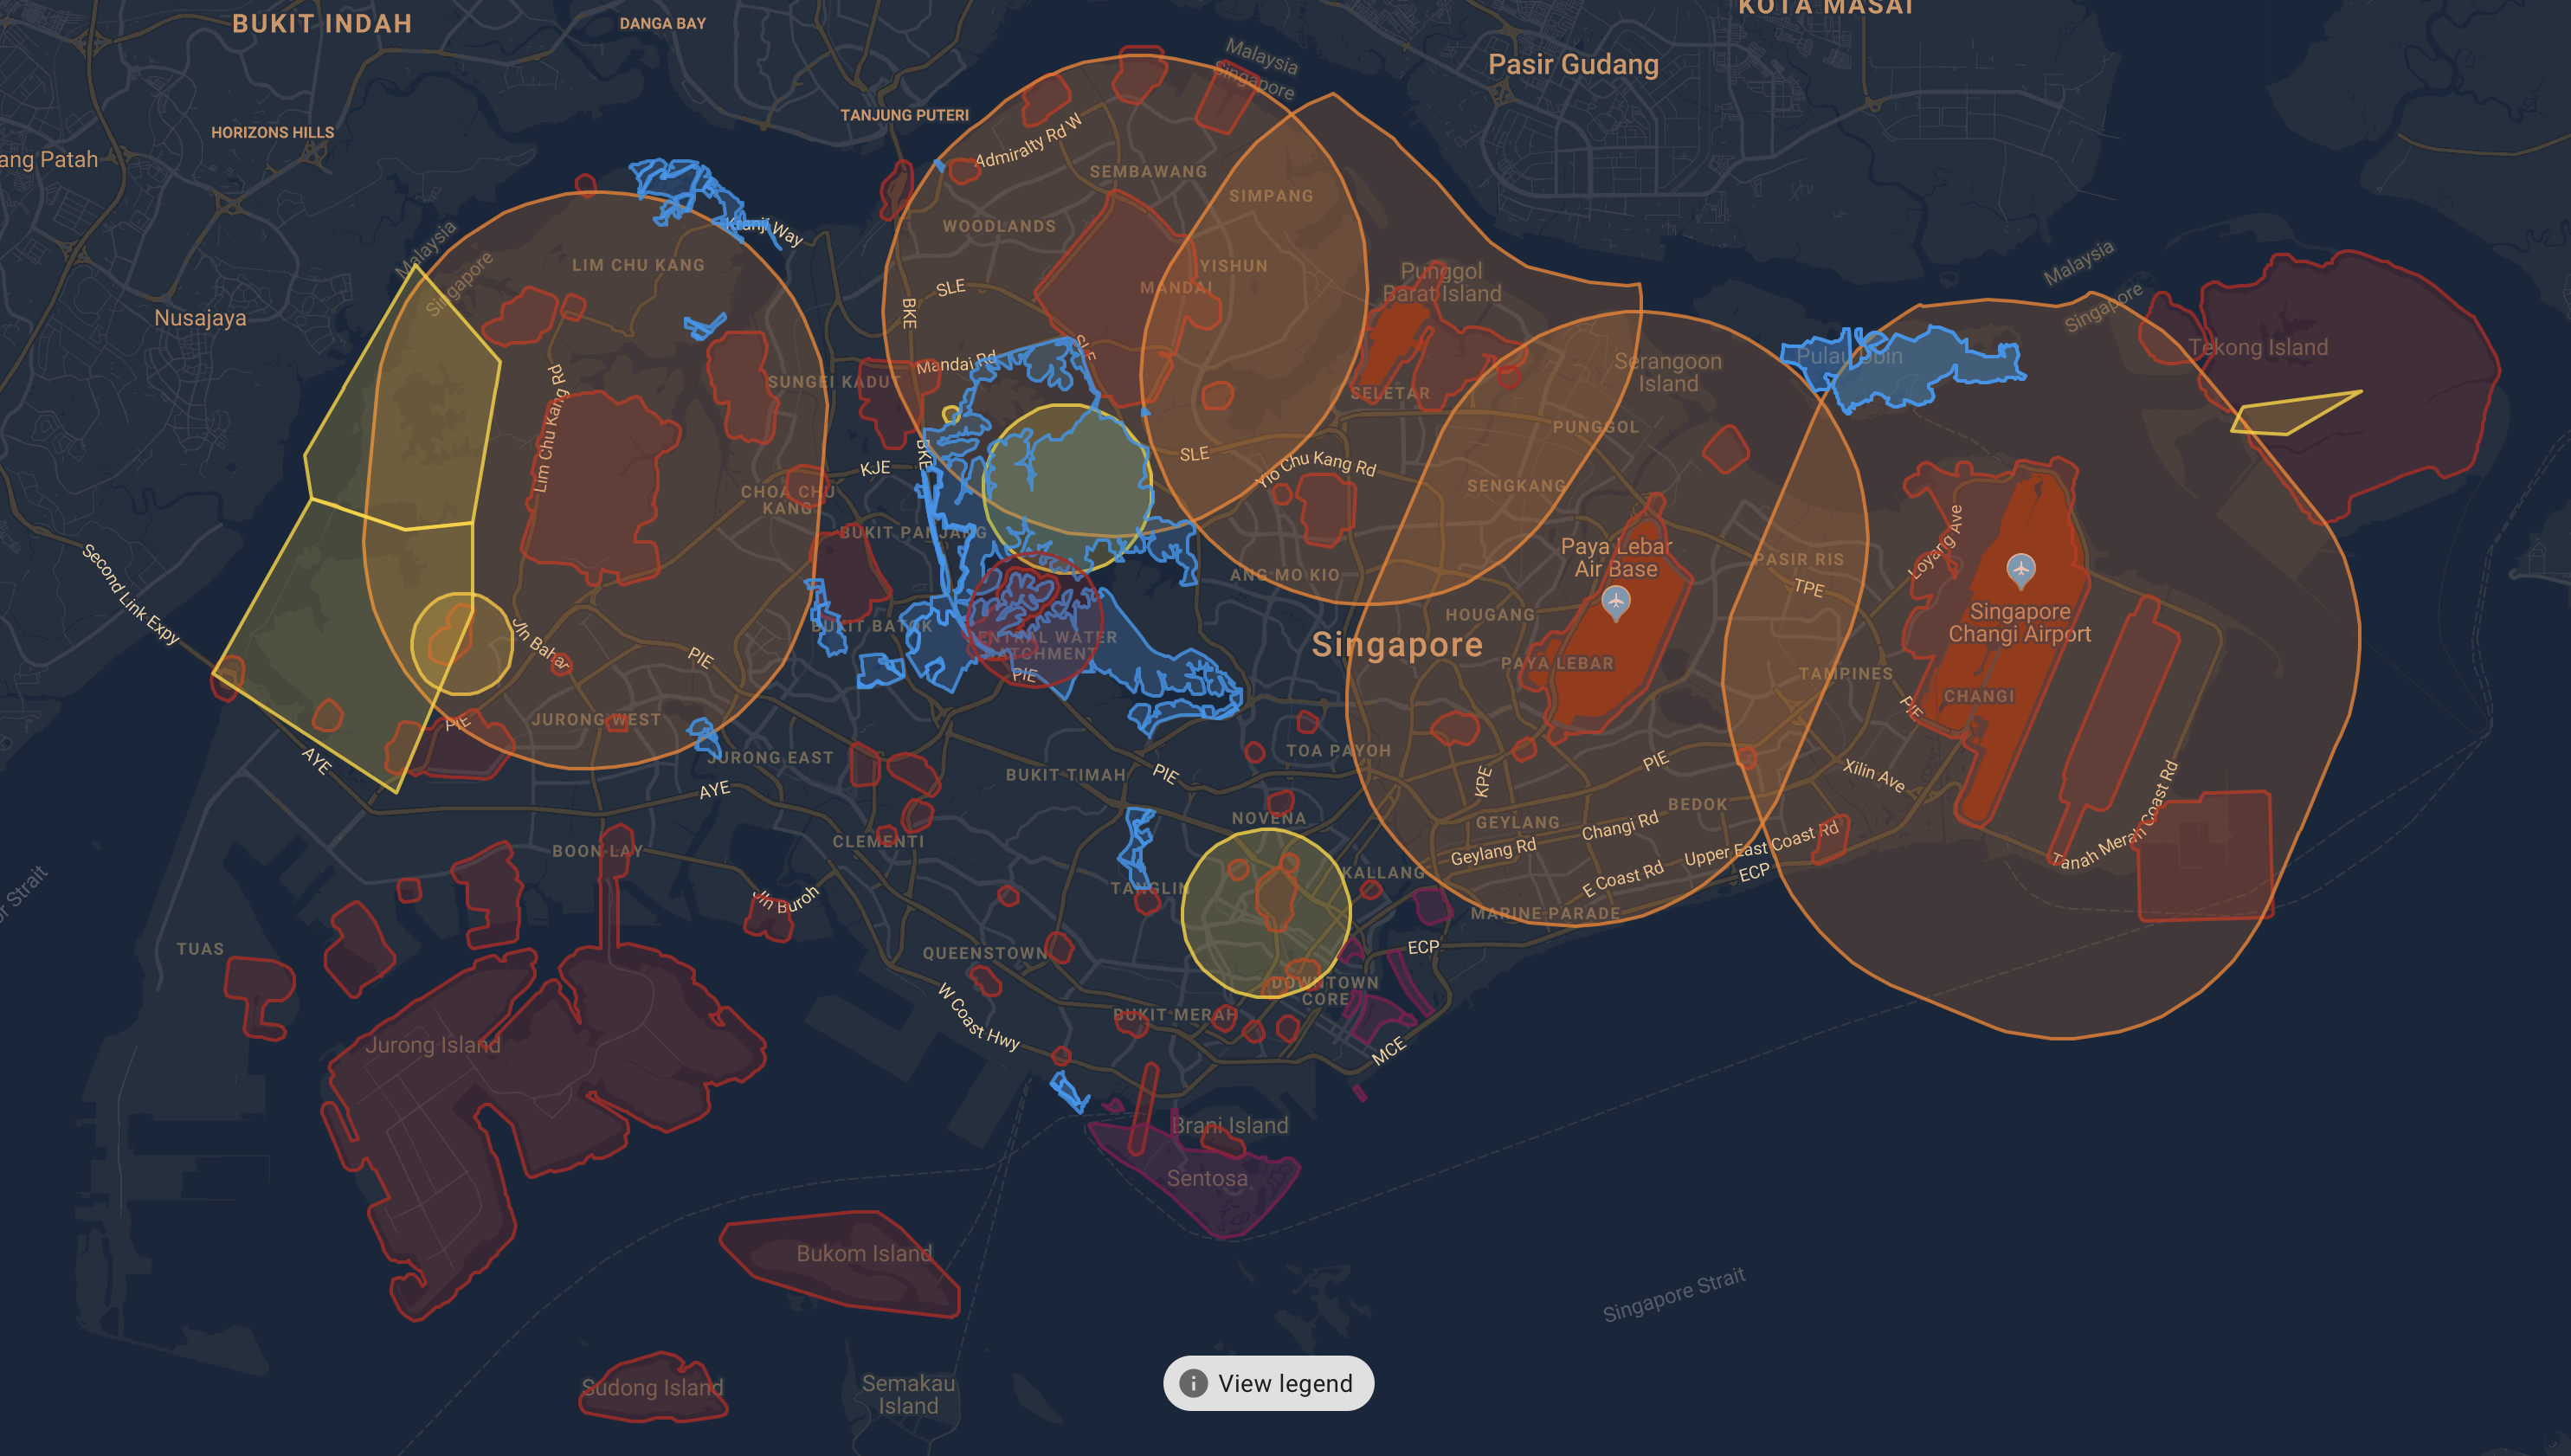 BUKIT INDAH
DANGA BAY
KOTA MASAI
Malaysia
Singapore
Pasir Gudang
TANJUNG PUTERI
HORIZONS HILLS
ang Patah
Admiralty Rd W
SEMBAWANG
SIMPANG
WOODLANDS
Kranji Way
Malaysia
Singapore
LIM CHU KANG
YISHUN
MANDAI
Punggol
Barat Island
Malaysia
Singapore
SLE
BKE
Nusajaya
Tekong Island
Pulau Ubin
SLE
Mandai Rd
Serangoon
Island
SUNGEI KADUT
SELETAR
Lim Chu Kang Rd
PUNGGOL
BKE
KJE
SLE
Yio Chu Kang Rd
SENGKANG
CHOA CHU
KANG
BUKIT PANJANG
Loyang Ave
Paya Lebar
Air Base
PASIR RIS
TPE
ANG MO KIO
Second Link Expy
Jln Bahar
HOUGANG
Singapore
Changi Airport
BUKIT BATOK
CENTRAL WATER
CATCHMENT
Singapore
PIE
PIE
PAYA LEBAR
TAMPINES
CHANGI
PIE
PIE
JURONG WEST
AYE
JURONG EAST
TOA PAYOH
BUKIT TIMAH
PIE
KPE
PIE
Xilin Ave
Tanah Merah Coast Rd
AYE
BEDOK
NOVENA
GEYLANG
Changi Rd
CLEMENTI
BOON LAY
Geylang Rd
Upper East Coast Rd
KALLANG
E Coast Rd
ECP
TANGLIN
Jln Buroh
or Strait
MARINE PARADE
TUAS
QUEENSTOWN
ECP
DOWNTOWN
CORE
W Coast Hwy
BUKIT MERAH
Jurong Island
MCE
Brani Island
Sentosa
Bukom Island
Singapore Strait
Sudong Island
Semakau
Island
i View legend